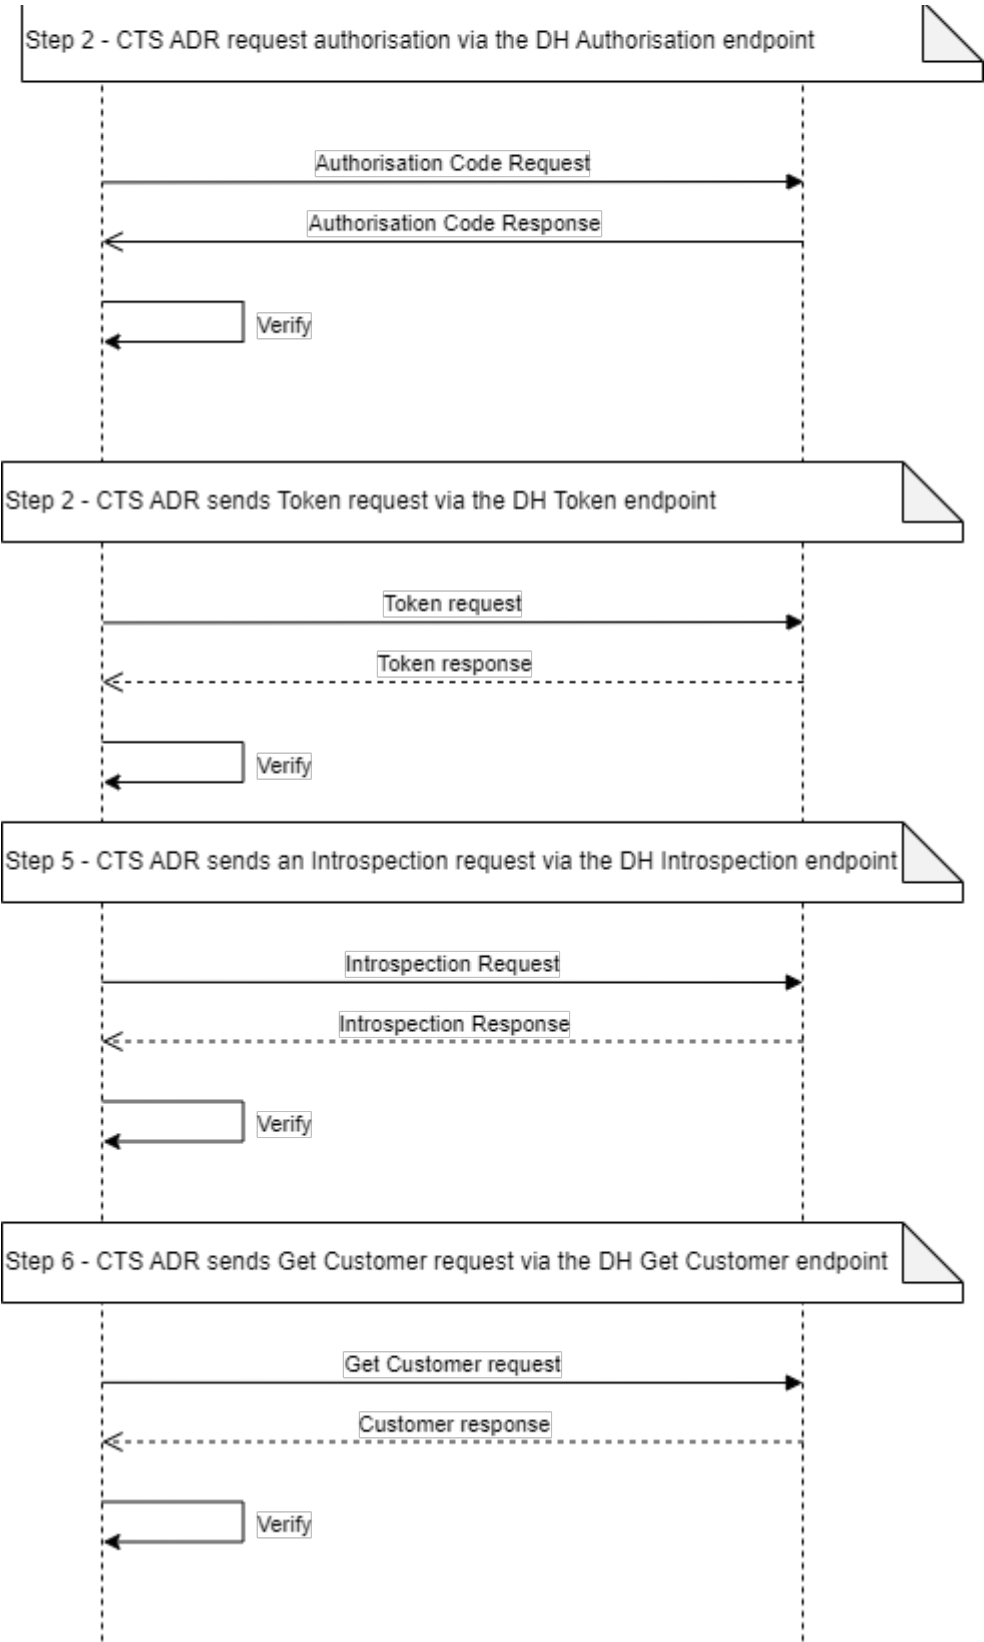 Step 2 - CTS ADR request authorisation via the DH Authorisation endpoint
Authorisation Code Request
Authorisation Code Response
Verify
Step 2 - CTS ADR sends Token request via the DH Token endpoint
Token request
Token response
Verify
Step 5 - CTS ADR sends an Introspection request via the DH Introspection endpoint
Introspection Request
Introspection Response
Verify
Step 6 - CTS ADR sends Get Customer request via the DH Get Customer endpoint
Get Customer request
Customer response
Verify